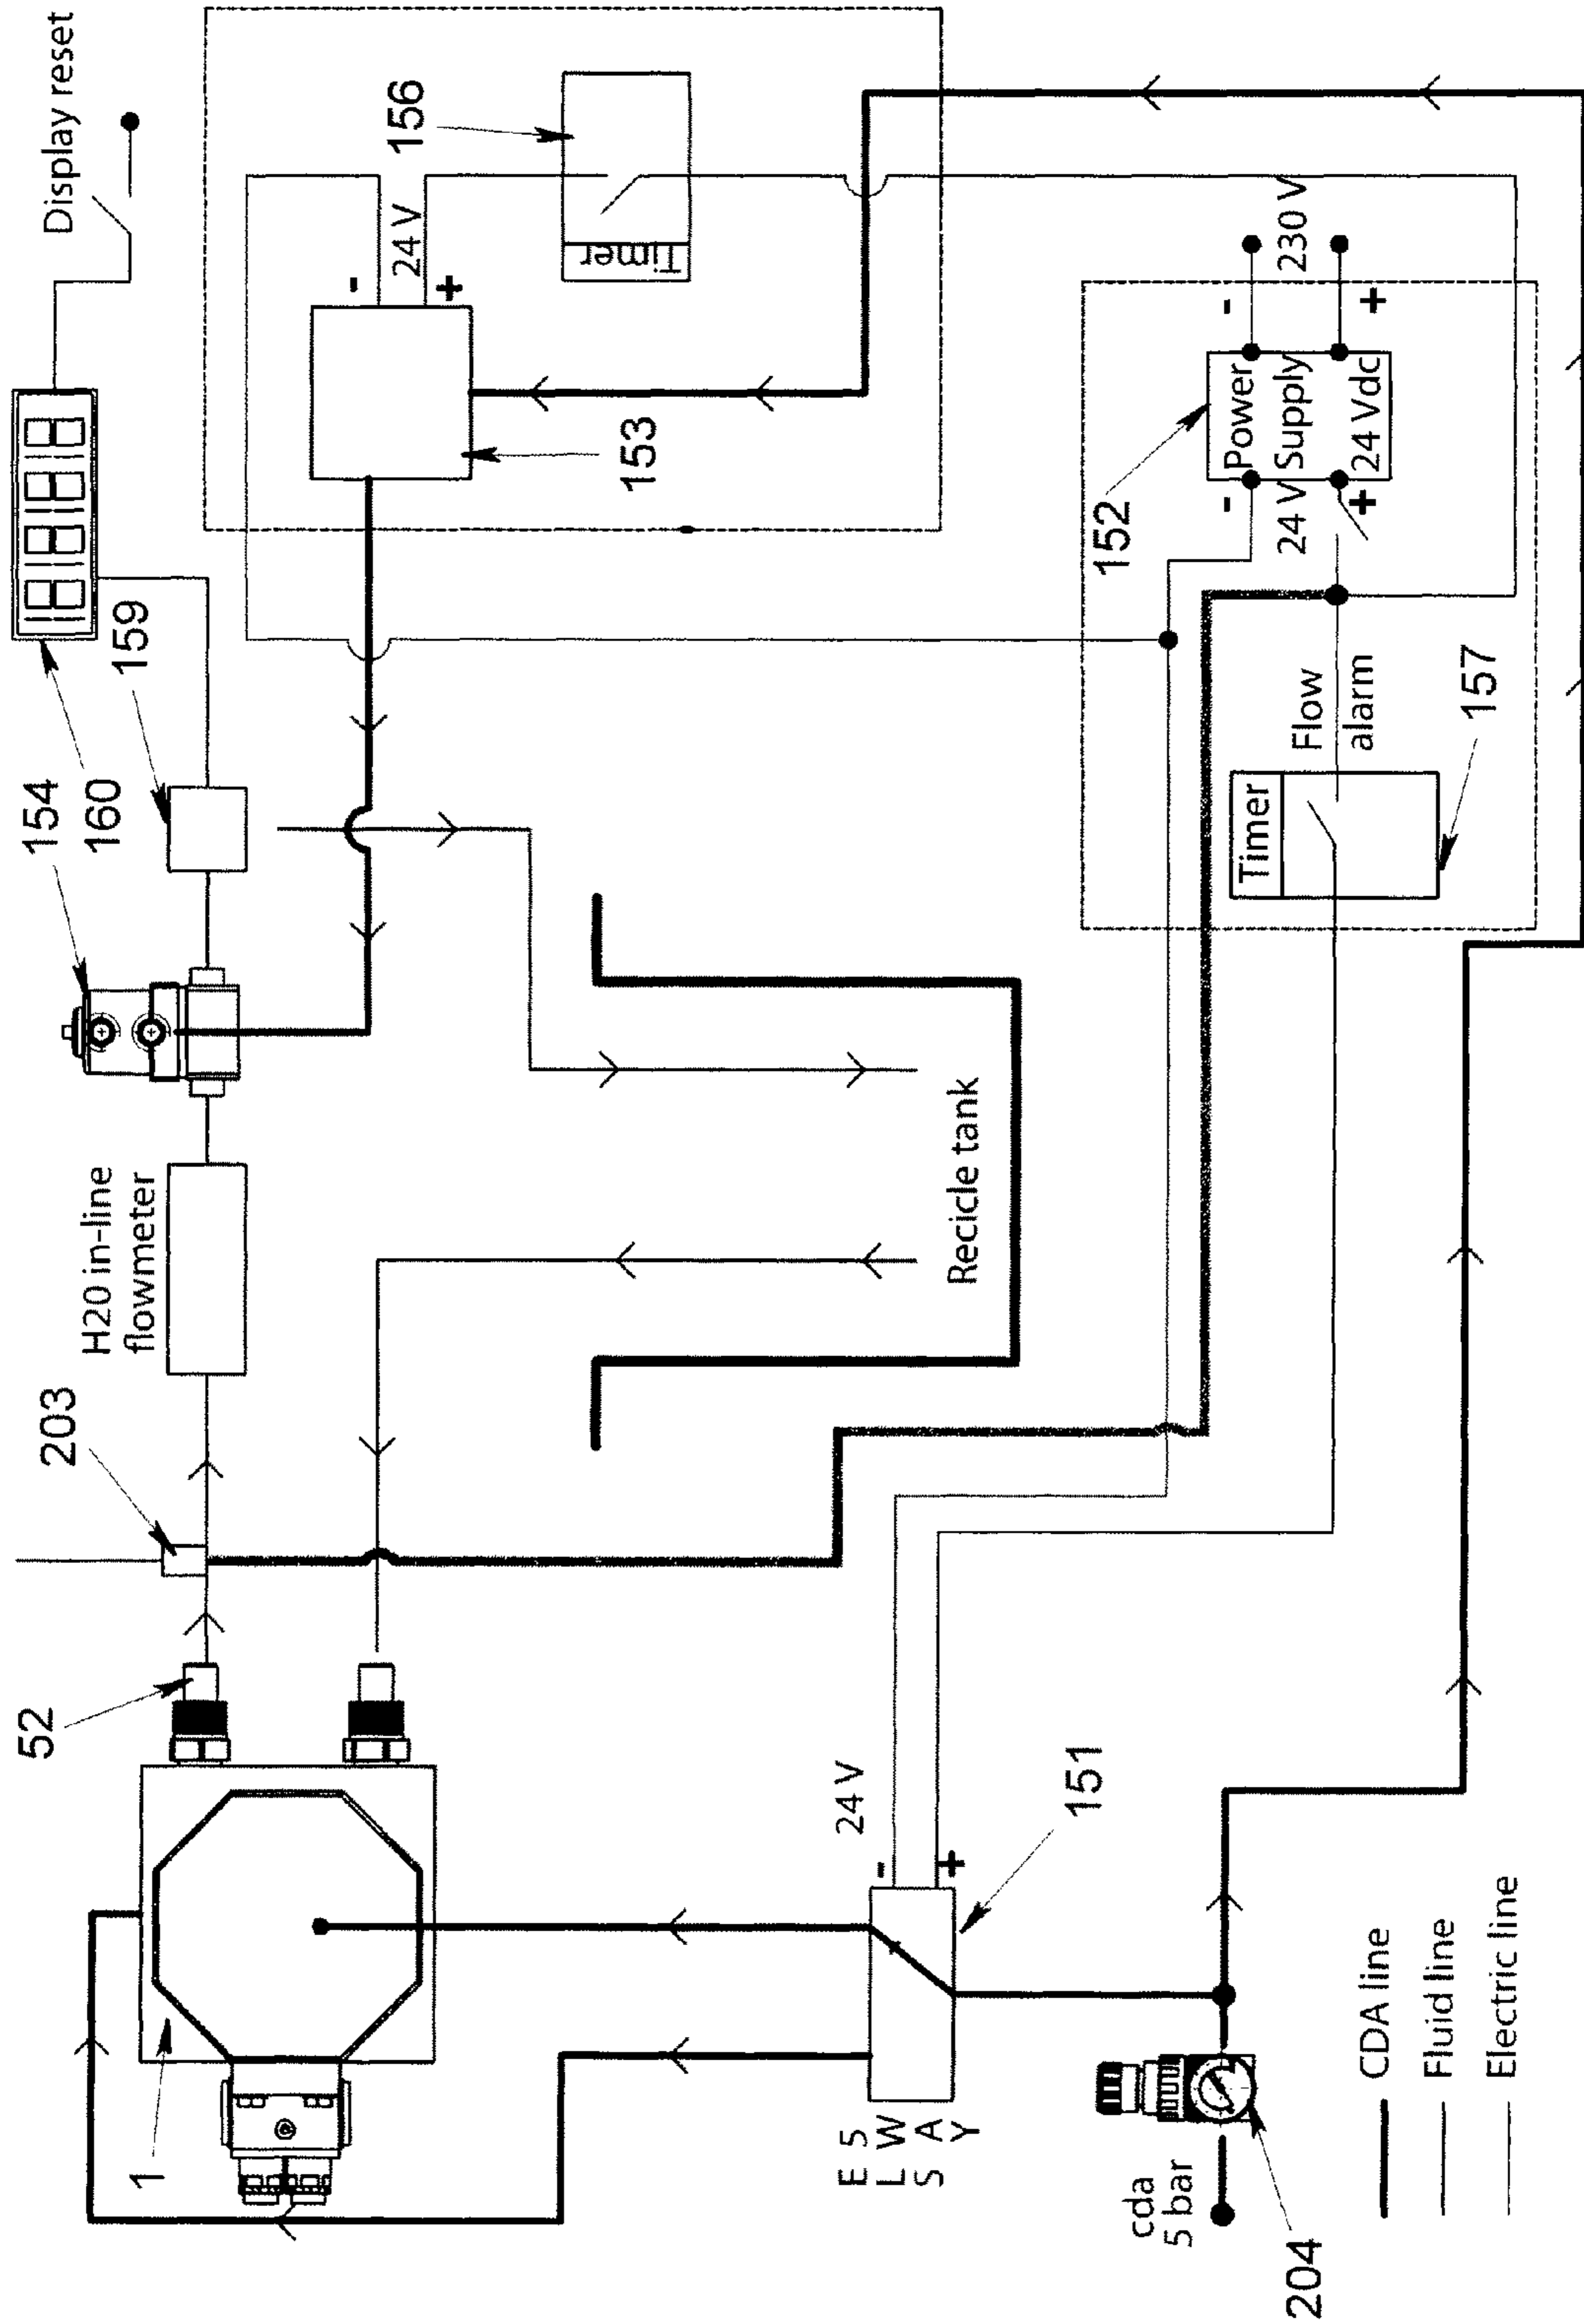 Display reset
156
24 V
-
+
Timer
153
160
159
154
H20 in-line
flowmeter
203
52
1
Recicle tank
152
Power
Supply
24 Vdc
-
230 V
+
-
24 V
+
Flow
alarm
Timer
157
24 V
-
+
151
E 5
L W
S A
Y
cda
5 bar
204
CDA line
Fluid line
Electric line